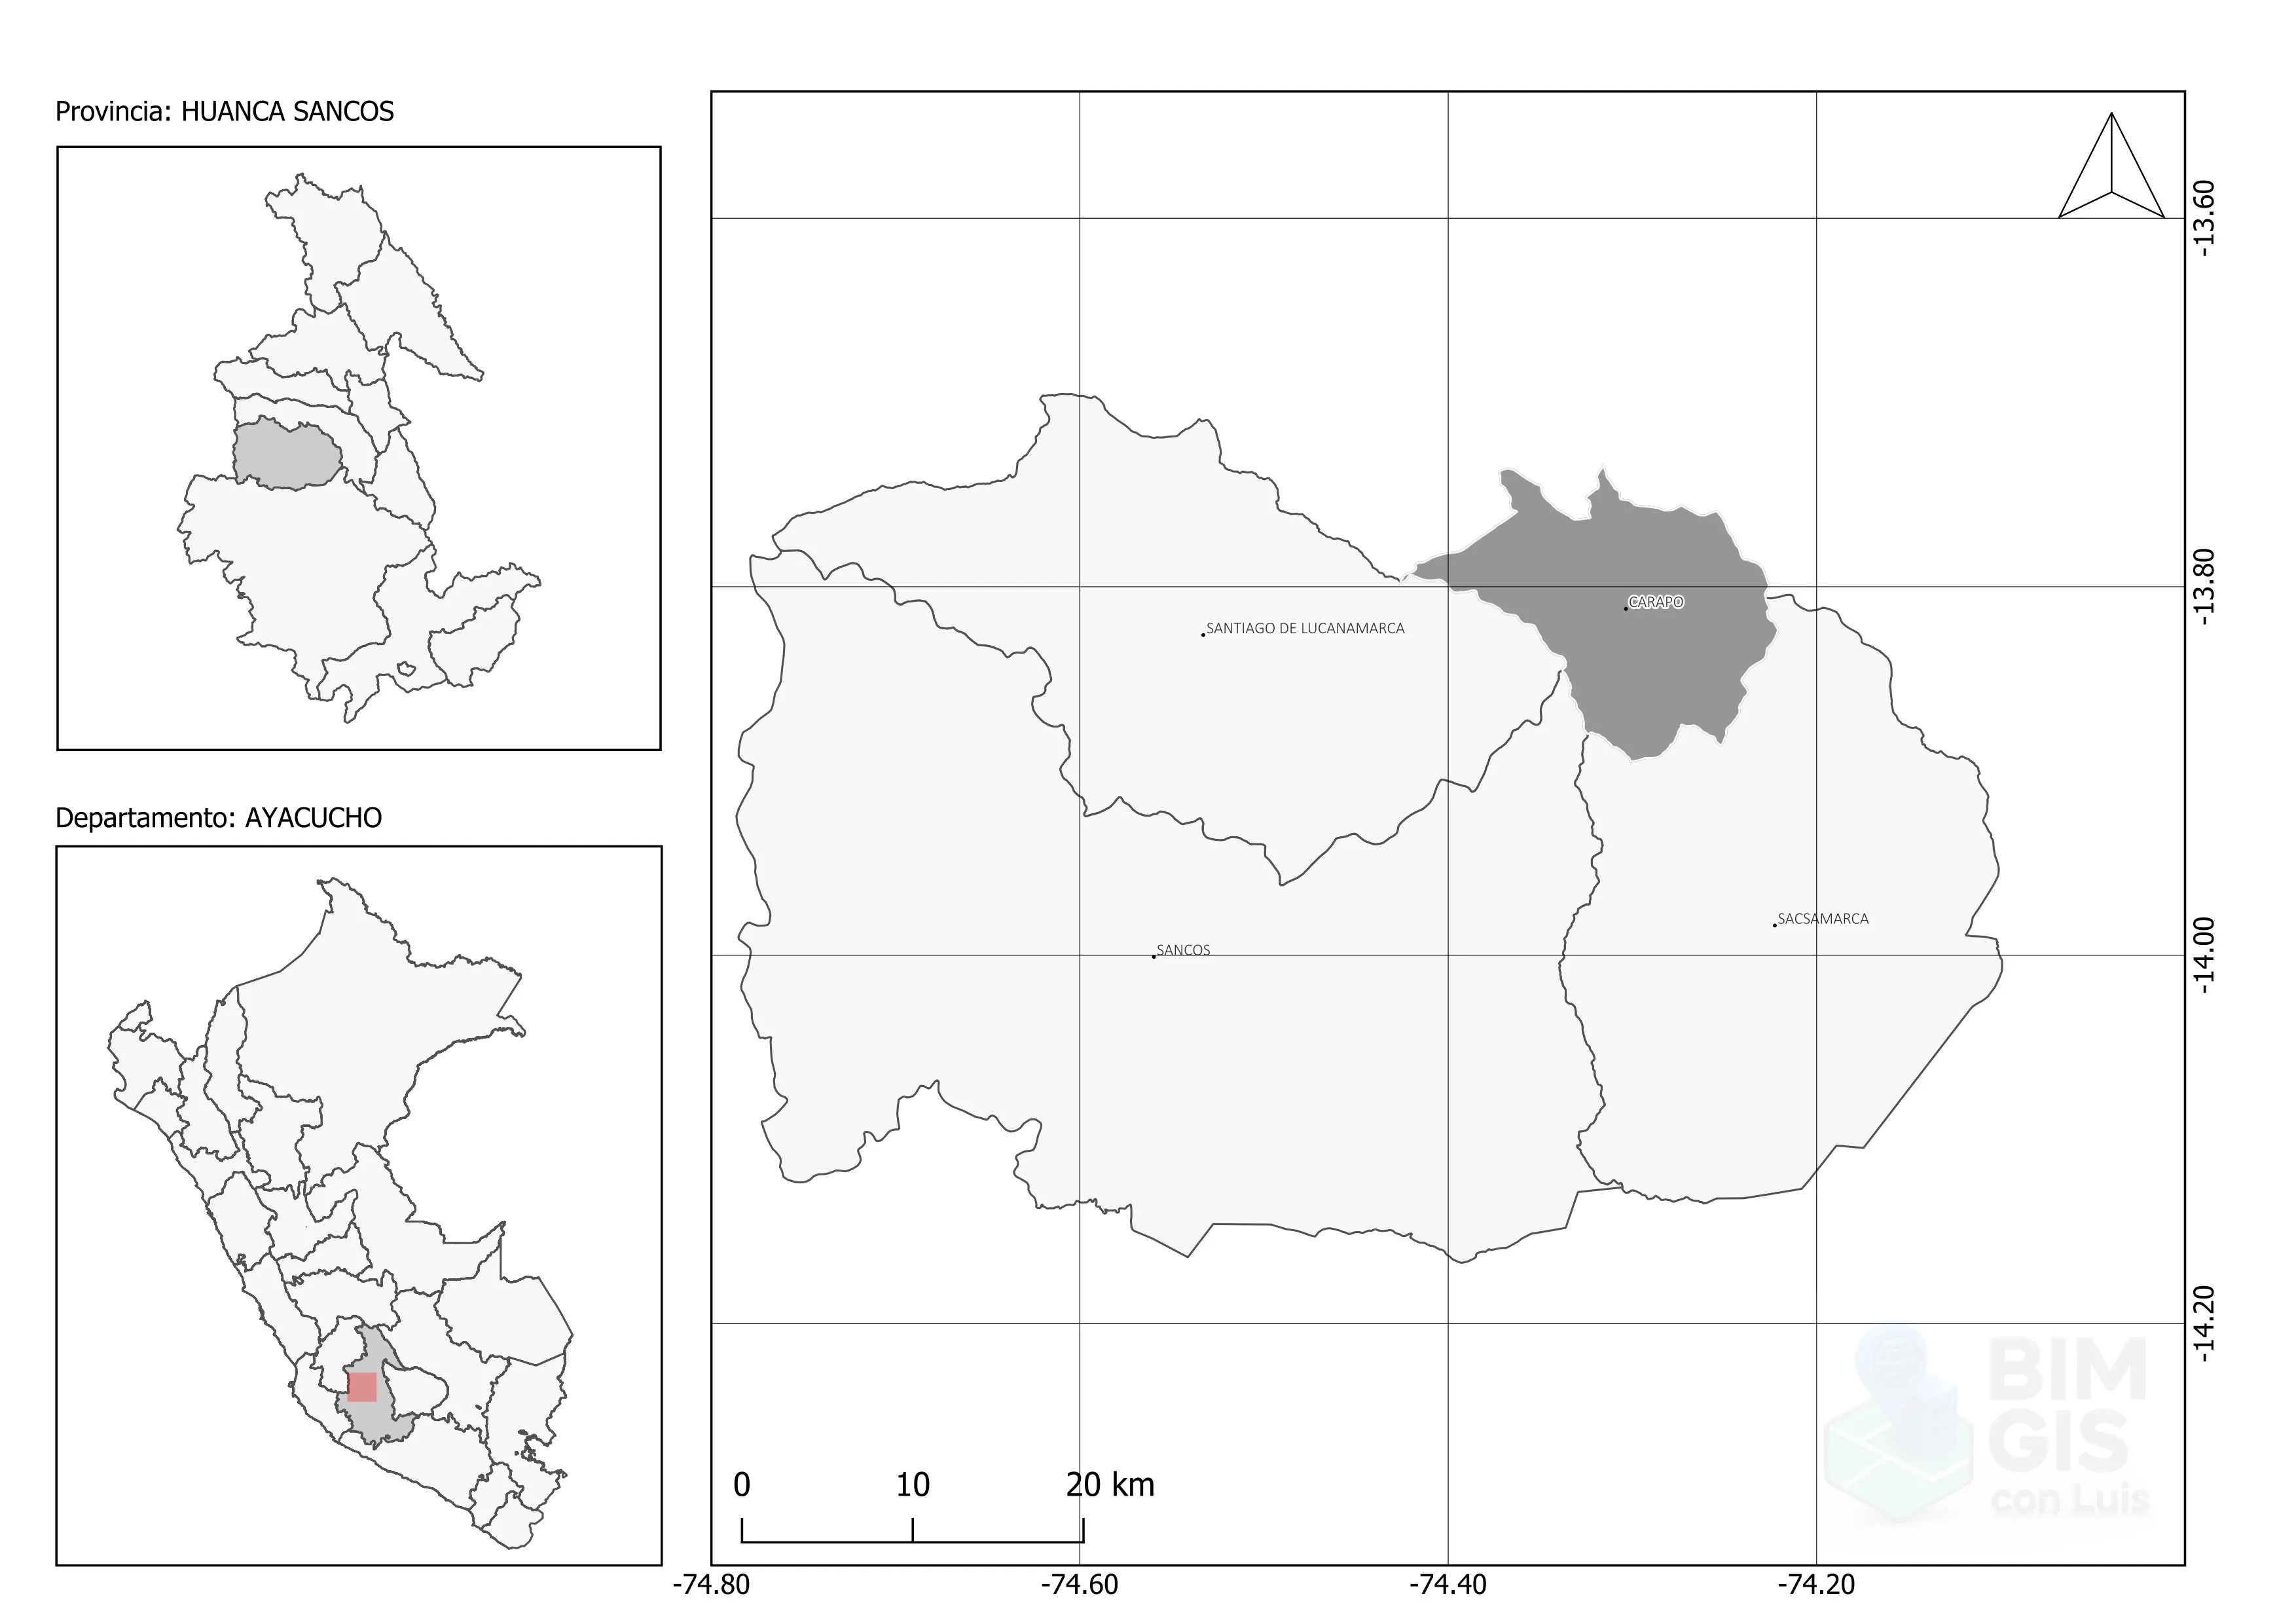 Provincia: HUANCA SANCOS
Departamento: AYACUCHO
-13.60
-13.80
-14.00
-14.20
CARAPO
SANTIAGO DE LUCANAMARCA
SACSAMARCA
SANCOS
BIM
GIS
con Luis
0 10 20 km
-74.80 -74.60 -74.40 -74.20